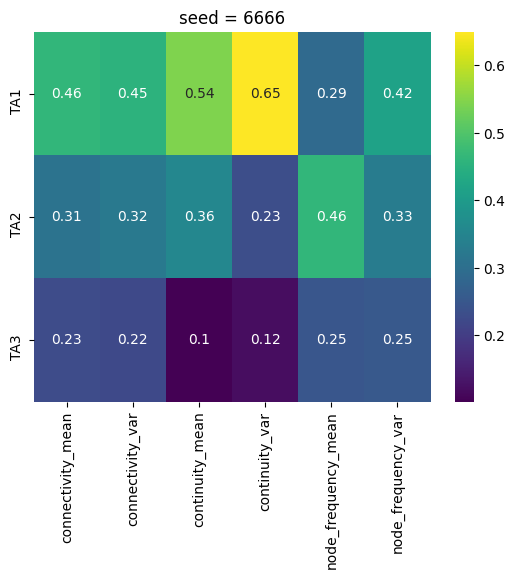 seed = 6666
TA1 0.46 0.45 0.54 0.65 0.29 0.42
TA2 0.31 0.32 0.36 0.23 0.46 0.33
TA3 0.23 0.22 0.1 0.12 0.25 0.25
connectivity_mean
connectivity_var
continuity_mean
continuity_var
node_frequency_mean
node_frequency_var
0.6
0.5
0.4
0.3
0.2